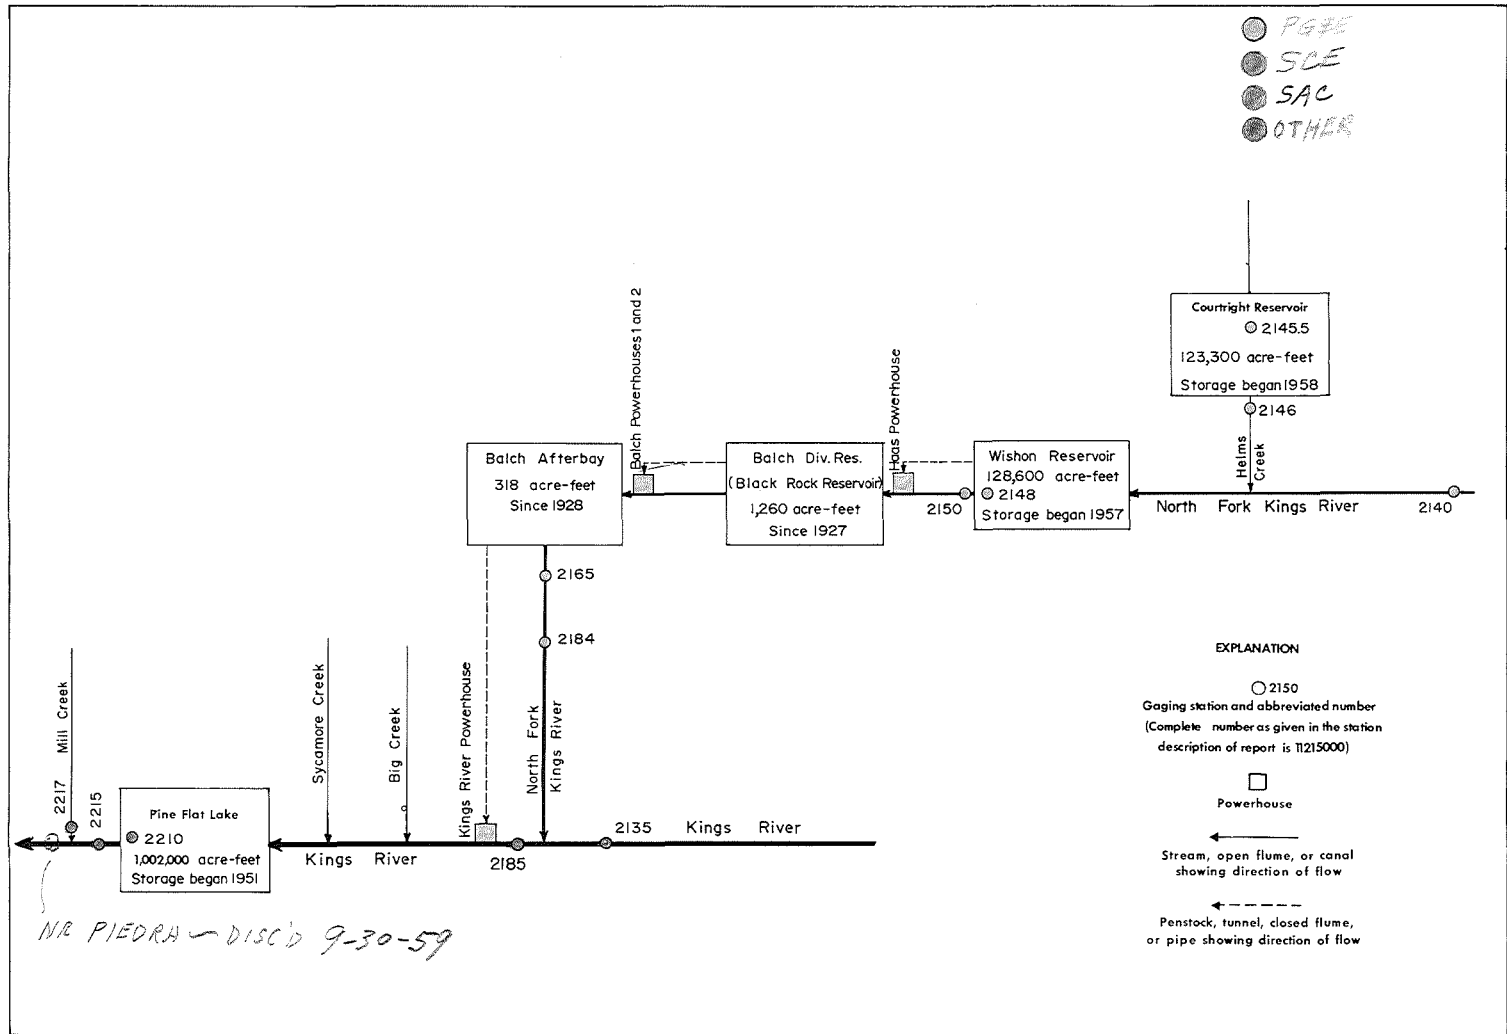 PG&E
SCE
SAC
OTHER
Courtright Reservoir
2145.5
123,300 acre-feet
Storage began 1958
2146
Helms
Creek
Balch Powerhouses 1 and 2
Haas Powerhouse
Balch Afterbay
318 acre-feet
Since 1928
Balch Div. Res.
(Black Rock Reservoir)
1,260 acre-feet
Since 1927
2150
Wishon Reservoir
128,600 acre-feet
2148
Storage began 1957
North Fork Kings River
2140
2165
2184
North Fork
Kings River
Kings River Powerhouse
Big Creek
Sycamore Creek
Mill Creek
2217
2215
Pine Flat Lake
2210
1,002,000 acre-feet
Storage began 1951
Kings River
2185
2135 Kings River
NR PIEDRA - DISC'D 9-30-59
EXPLANATION
2150
Gaging station and abbreviated number
(Complete number as given in the station
description of report is 11215000)
Powerhouse
Stream, open flume, or canal
showing direction of flow
Penstock, tunnel, closed flume,
or pipe showing direction of flow